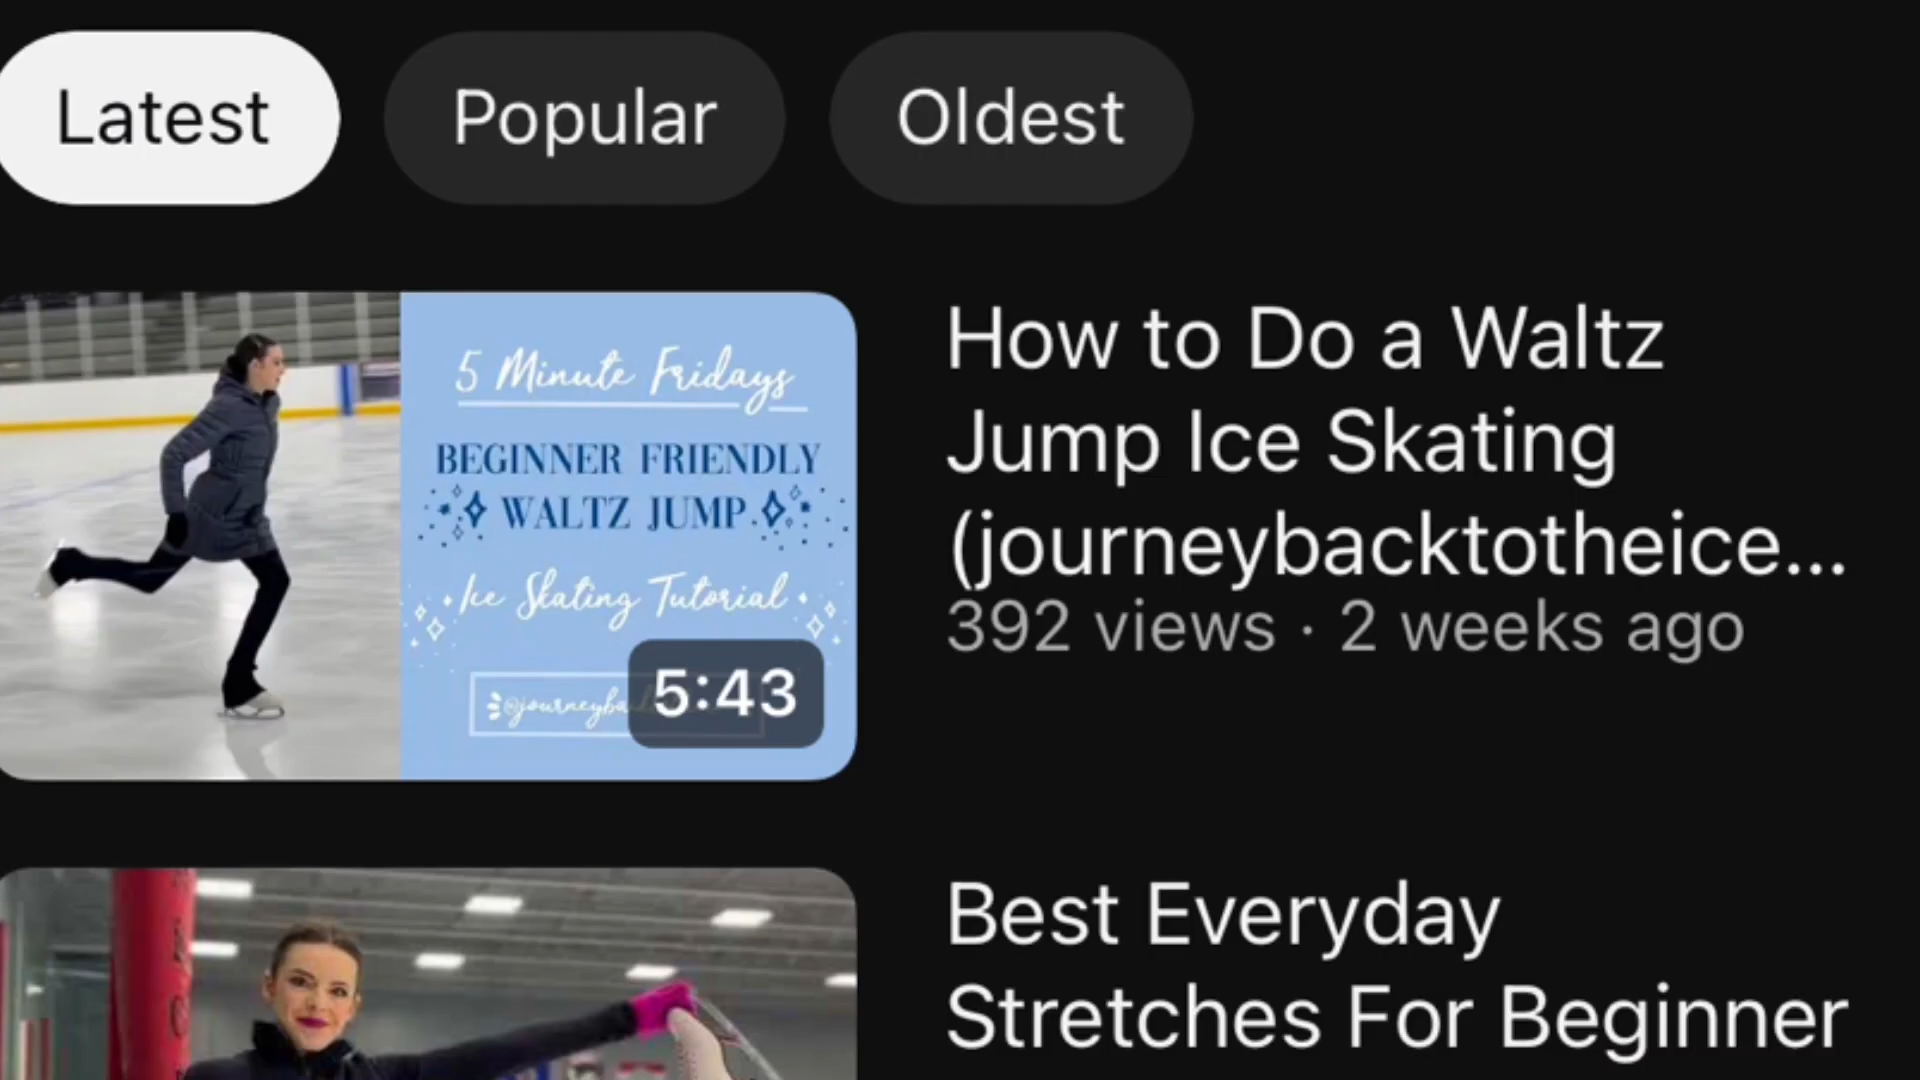 Latest
Popular
Oldest
5 Minute Fridays
BEGINNER FRIENDLY
WALTZ JUMP
Ice Skating Tutorial
5:43
How to Do a Waltz
Jump Ice Skating
(journeybacktotheice...
392 views · 2 weeks ago
Best Everyday
Stretches For Beginner